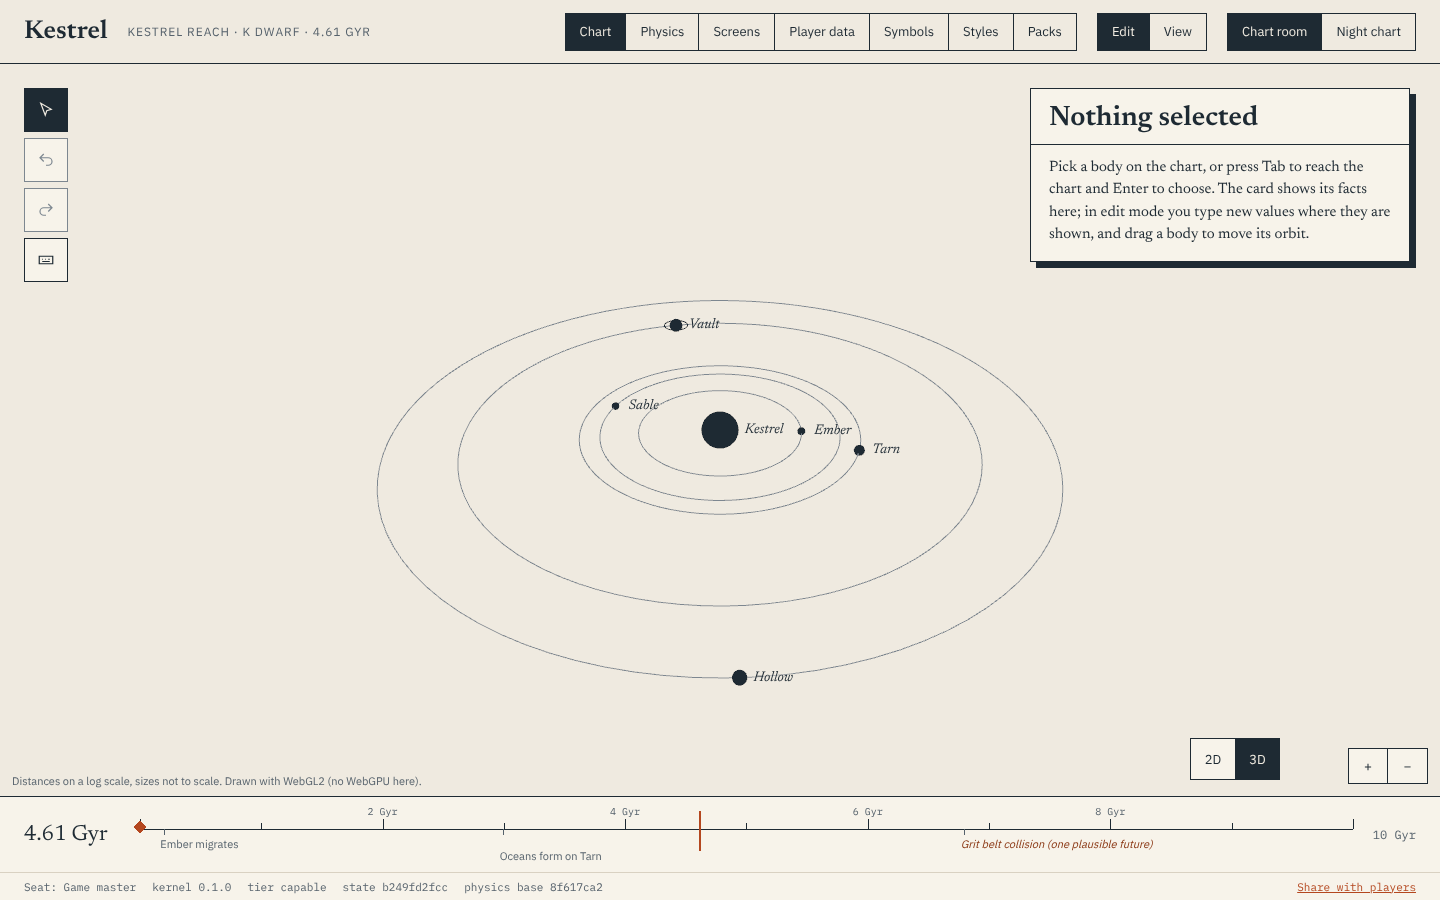 Kestrel
KESTREL REACH · K DWARF · 4.61 GYR
Chart
Physics
Screens
Player data
Symbols
Styles
Packs
Edit
View
Chart room
Night chart
Nothing selected
Pick a body on the chart, or press Tab to reach the
chart and Enter to choose. The card shows its facts
here; in edit mode you type new values where they are
shown, and drag a body to move its orbit.
Vault
Sable
Kestrel
Ember
Tarn
Hollow
2D
3D
+
−
Distances on a log scale, sizes not to scale. Drawn with WebGL2 (no WebGPU here).
4.61 Gyr
2 Gyr
4 Gyr
6 Gyr
8 Gyr
10 Gyr
Ember migrates
Oceans form on Tarn
Grit belt collision (one plausible future)
Seat: Game master
kernel 0.1.0
tier capable
state b249fd2fcc
physics base 8f617ca2
Share with players